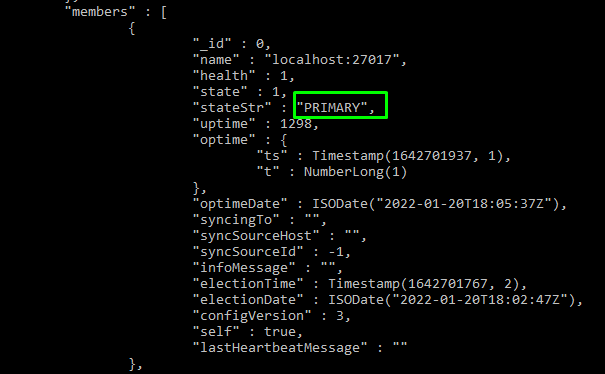 "members" : [
{
"_id" : 0,
"name" : "localhost:27017",
"health" : 1,
"state" : 1,
"stateStr" : "PRIMARY",
"uptime" : 1298,
"optime" : {
"ts" : Timestamp(1642701937, 1),
"t" : NumberLong(1)
},
"optimeDate" : ISODate("2022-01-20T18:05:37Z"),
"syncingTo" : "",
"syncSourceHost" : "",
"syncSourceId" : -1,
"infoMessage" : "",
"electionTime" : Timestamp(1642701767, 2),
"electionDate" : ISODate("2022-01-20T18:02:47Z"),
"configVersion" : 3,
"self" : true,
"lastHeartbeatMessage" : ""
},